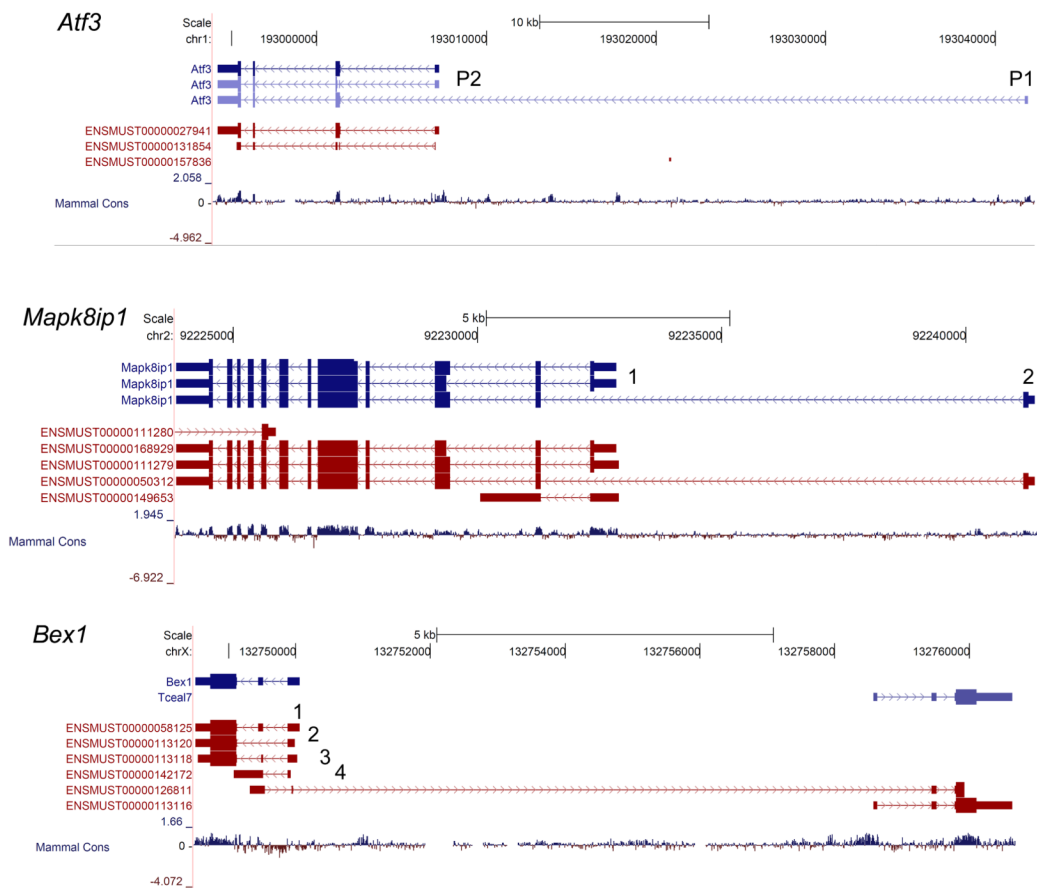 Atf3
Scale 10 kb
chr1: 193000000 193010000 193020000 193030000 193040000
Atf3
Atf3 P2 P1
Atf3
ENSMUST00000027941
ENSMUST00000131854
ENSMUST00000157836
2.058
Mammal Cons 0
-4.962
Mapk8ip1
Scale 5 kb
chr2: 92225000 92230000 92235000 92240000
Mapk8ip1 1 2
Mapk8ip1
Mapk8ip1
ENSMUST00000111280
ENSMUST00000168929
ENSMUST00000111279
ENSMUST00000050312
ENSMUST00000149653
1.945
Mammal Cons 0
-6.922
Bex1
Scale 5 kb
chrX: 132750000 132752000 132754000 132756000 132758000 132760000
Bex1
Tceal7
1
ENSMUST00000058125 2
ENSMUST00000113120
ENSMUST00000113118 3
ENSMUST00000142172 4
ENSMUST00000126811
ENSMUST00000113116
1.66
Mammal Cons 0
-4.072